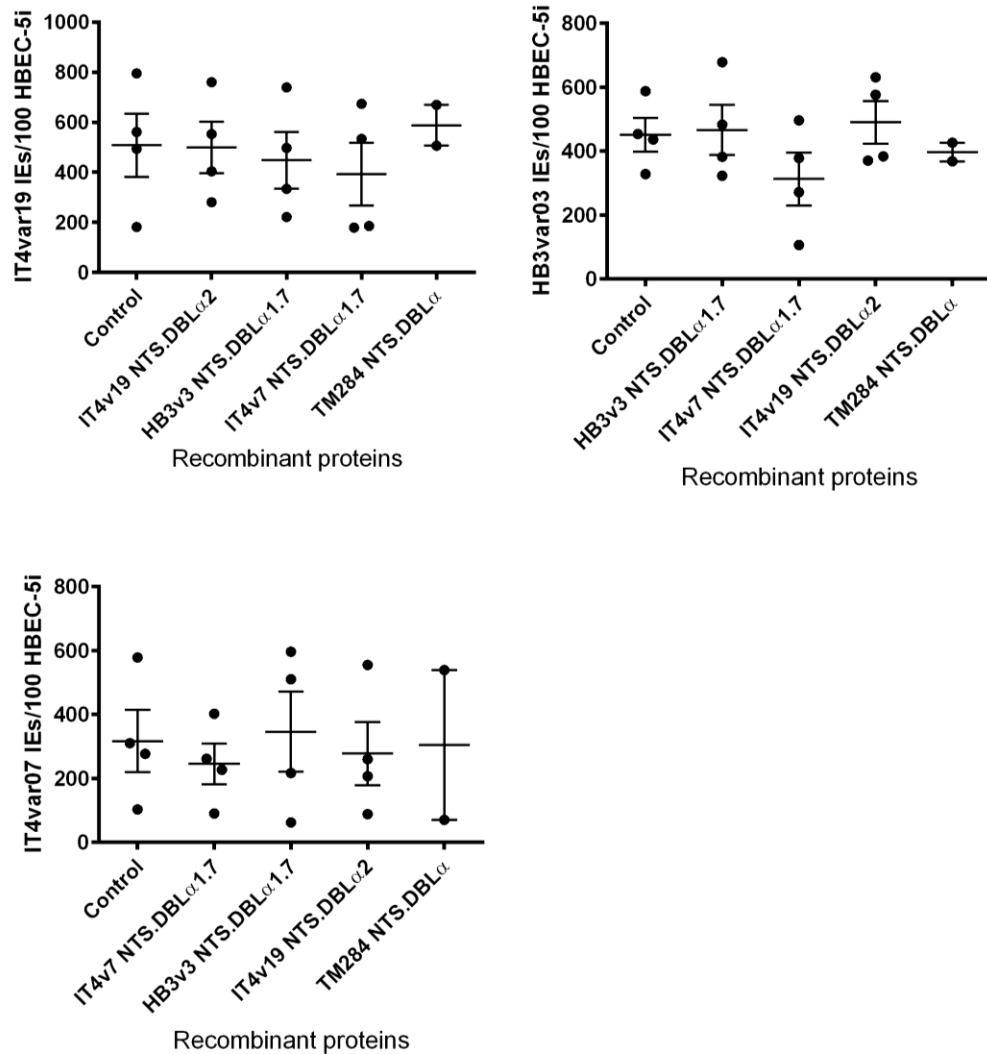 IT4var19 IEs/100 HBEC-5i
1000
800
600
400
200
0
Control
IT4v19 NTS.DBLα2
HB3v3 NTS.DBLα1.7
IT4v7 NTS.DBLα1.7
TM284 NTS.DBLα
Recombinant proteins
HB3var03 IEs/100 HBEC-5i
800
600
400
200
0
Control
HB3v3 NTS.DBLα1.7
IT4v7 NTS.DBLα1.7
IT4v19 NTS.DBLα2
TM284 NTS.DBLα
Recombinant proteins
IT4var07 IEs/100 HBEC-5i
800
600
400
200
0
Control
IT4v7 NTS.DBLα1.7
HB3v3 NTS.DBLα1.7
IT4v19 NTS.DBLα2
TM284 NTS.DBLα
Recombinant proteins